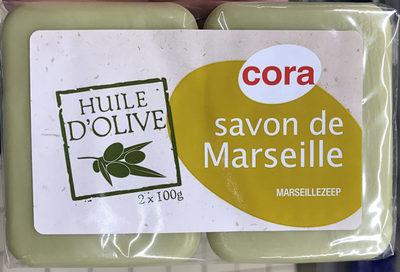 cora
HUILE
D'OLIVE
2 x 100g
savon de
Marseille
MARSEILLEZEEP